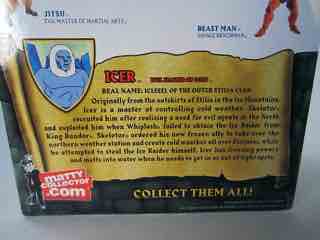 JITSU
EVIL MASTER OF MARTIAL ARTS
BEAST MAN
SAVAGE HENCHMAN
ICER
REAL NAME: ICLEEL OF THE OUTER STILIA CLAN
Originally from the outskirts of Stilia in the Ice Mountains,
Icer is a master of controlling cold weather. Skeletor
recruited him after realizing a need for evil agents in the North
and exploited him when Whiplash failed to obtain the Ice Raider from
King Randor. Skeletor ordered his new frozen ally to take over the
northern weather station and create cold weather all over Eternia, while
he attempted to steal the Ice Raider himself. Icer has freezing powers
and melts into water when he needs to get in or out of tight spots.
matty
collector
.com
COLLECT THEM ALL!